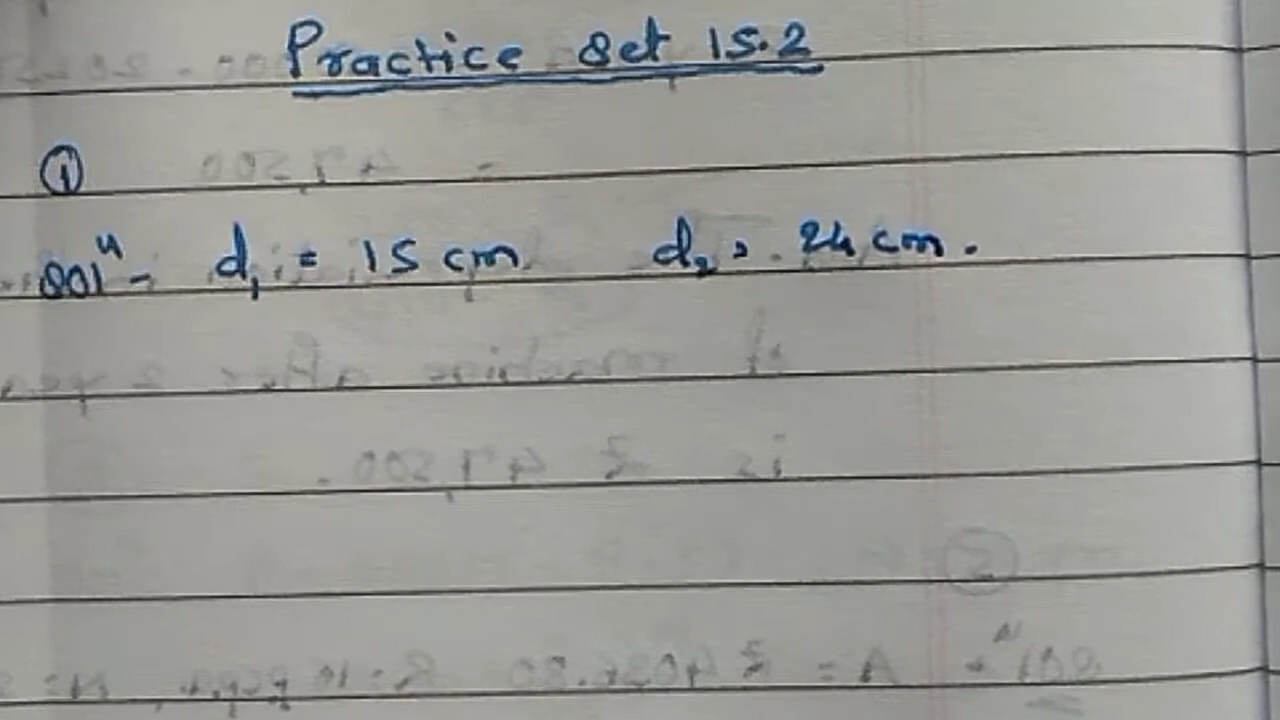 Practice Set 15.2
①
Solⁿ - d₁ = 15 cm d₂ = 24 cm.